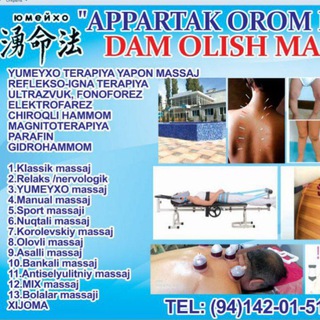 юмейхо
湧命法
"APPARTAK OROM
DAM OLISH MA
YUMEYXO TERAPIYA YAPON MASSAJ
REFLEKSO-IGNA TERAPIYA
ULTRAZVUK, FONOFOREZ
ELEKTROFAREZ
CHIROQLI HAMMOM
MAGNITOTERAPIYA
PARAFIN
GIDROHAMMOM
1.Klassik massaj
2.Relaks /nervologik
3.YUMEYXO massaj
4.Manual massaj
5.Sport massaji
6.Nuqtali massaj
7.Korolevskiy massaj
8.Olovli massaj
9.Asalli massaj
10.Bankali massaj
11.Antiselyulitniy massaj
12.MIX massaj
13.Bolalar massaji
XIJOMA
TEL: (94)142-01-51